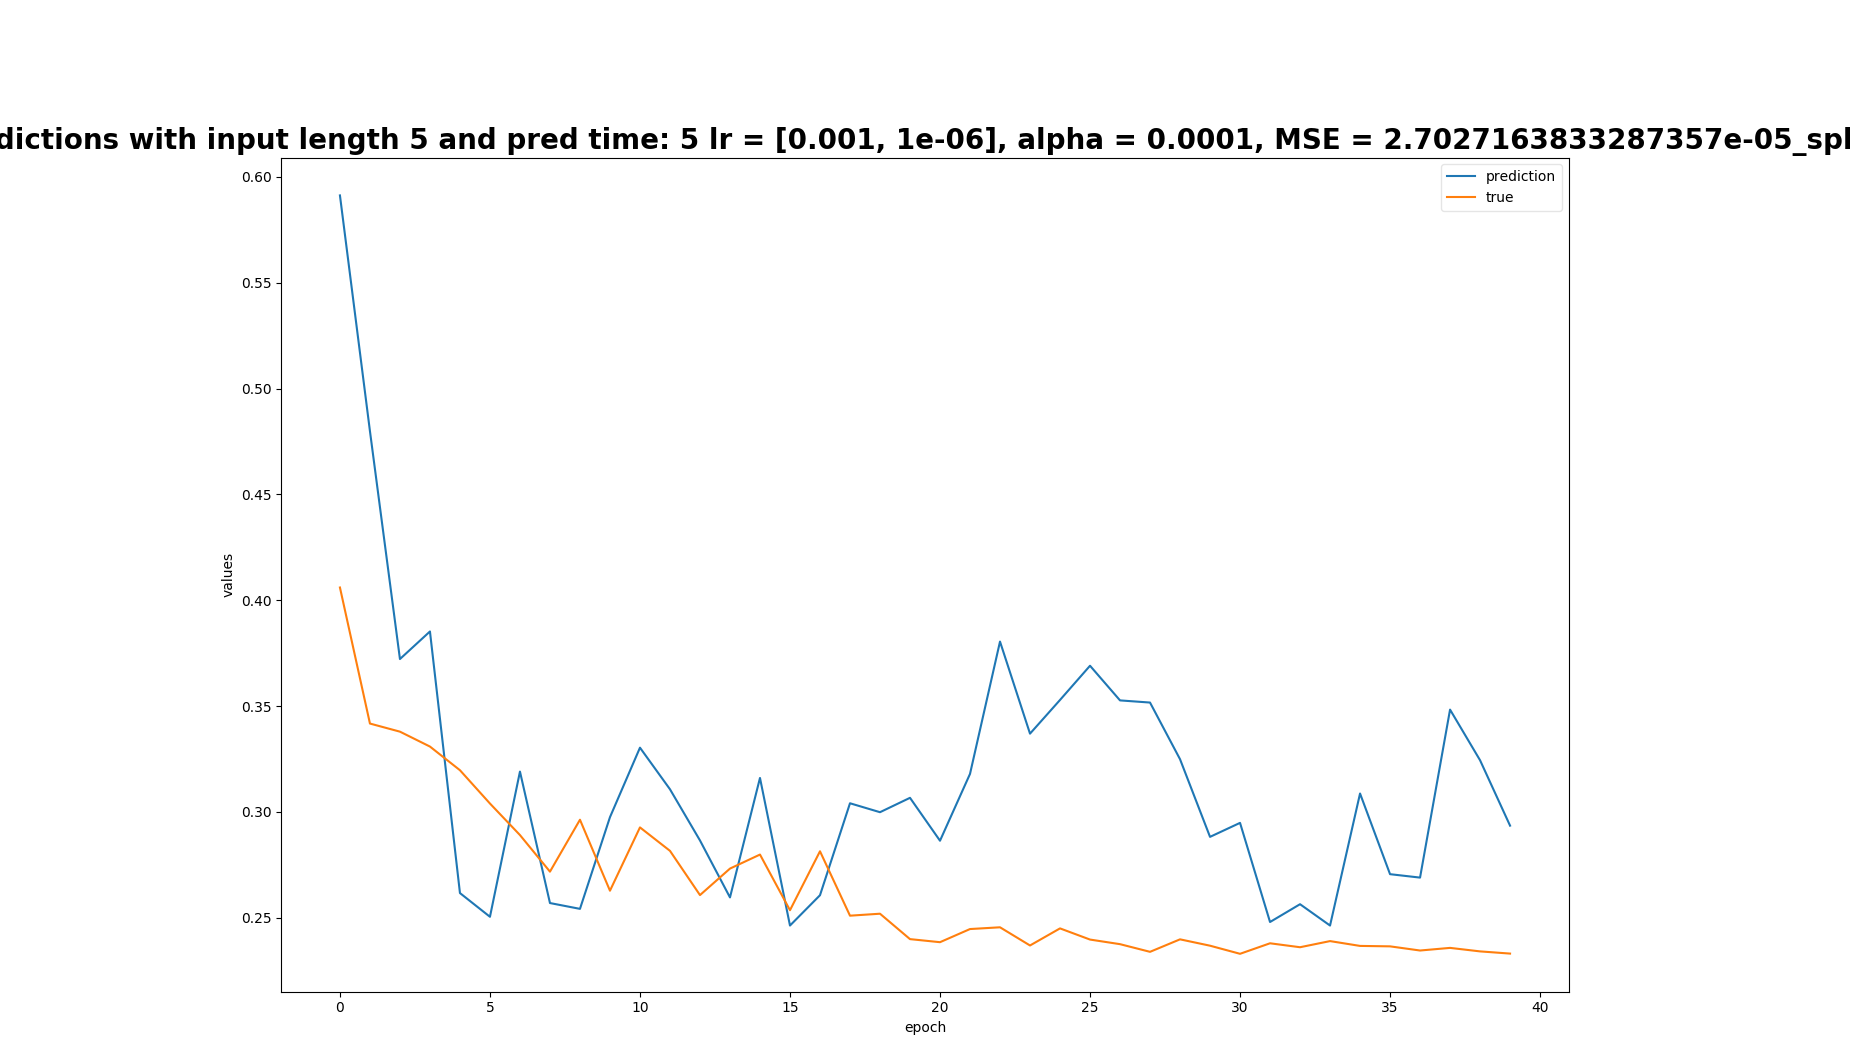 dictions with input length 5 and pred time: 5 lr = [0.001, 1e-06], alpha = 0.0001, MSE = 2.7027163833287357e-05_spl
prediction
true
0.60
0.55
0.50
0.45
0.40
0.35
0.30
0.25
values
0 5 10 15 20 25 30 35 40
epoch